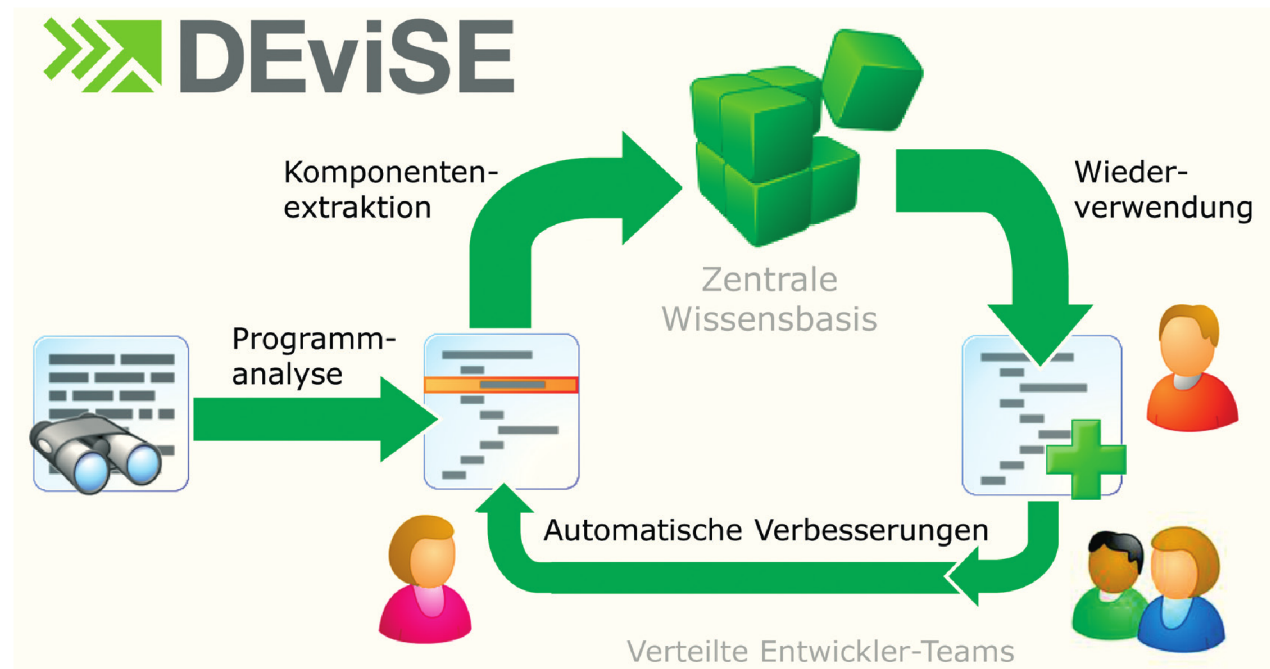 DEviSE
Komponenten-
extraktion
Wieder-
verwendung
Zentrale
Wissensbasis
Programm-
analyse
Automatische Verbesserungen
Verteilte Entwickler-Teams